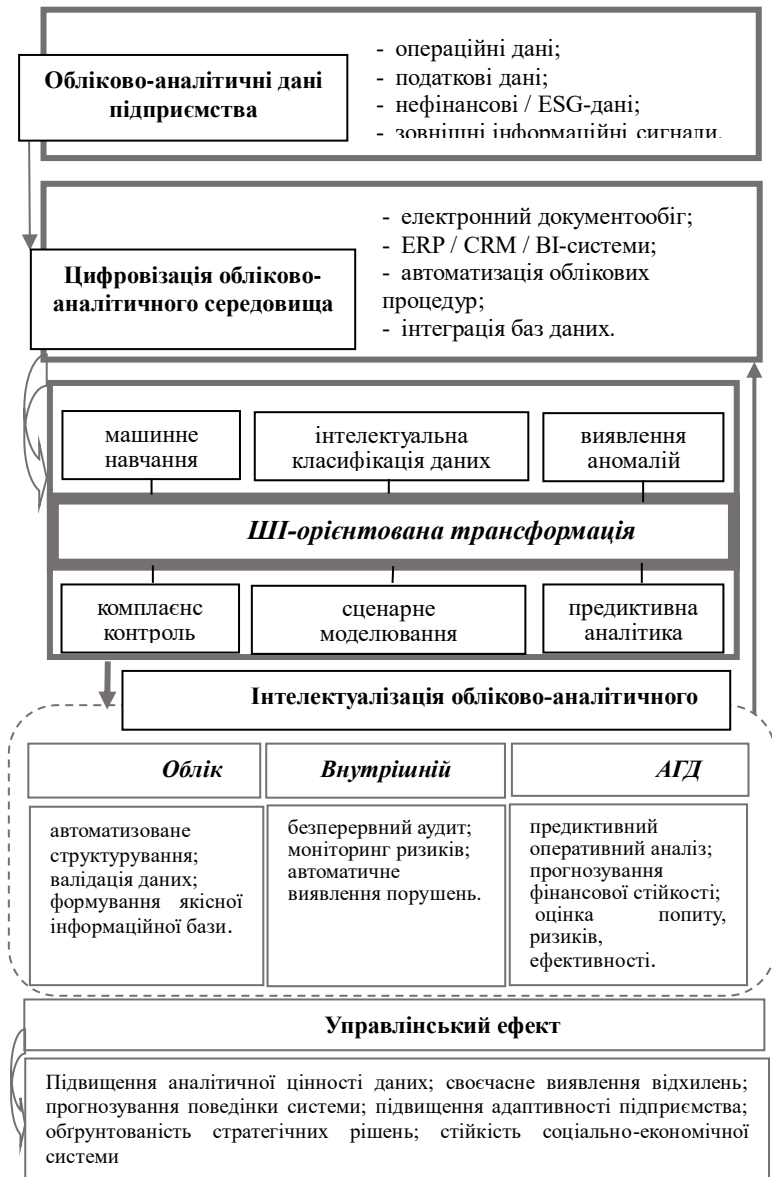 Обліково-аналітичні дані
підприємства
- операційні дані;
- податкові дані;
- нефінансові / ESG-дані;
- зовнішні інформаційні сигнали.
Цифровізація обліково-
аналітичного середовища
- електронний документообіг;
- ERP / CRM / BI-системи;
- автоматизація облікових
процедур;
- інтеграція баз даних.
машинне
навчання
інтелектуальна
класифікація даних
виявлення
аномалій
ШІ-орієнтована трансформація
комплаєнс
контроль
сценарне
моделювання
предиктивна
аналітика
Інтелектуалізація обліково-аналітичного
Облік
Внутрішній
АГД
автоматизоване
структурування;
валідація даних;
формування якісної
інформаційної бази.
безперервний аудит;
моніторинг ризиків;
автоматичне
виявлення порушень.
предиктивний
оперативний аналіз;
прогнозування
фінансової стійкості;
оцінка попиту,
ризиків,
ефективності.
Управлінський ефект
Підвищення аналітичної цінності даних; своєчасне виявлення відхилень;
прогнозування поведінки системи; підвищення адаптивності підприємства;
обґрунтованість стратегічних рішень; стійкість соціально-економічної
системи